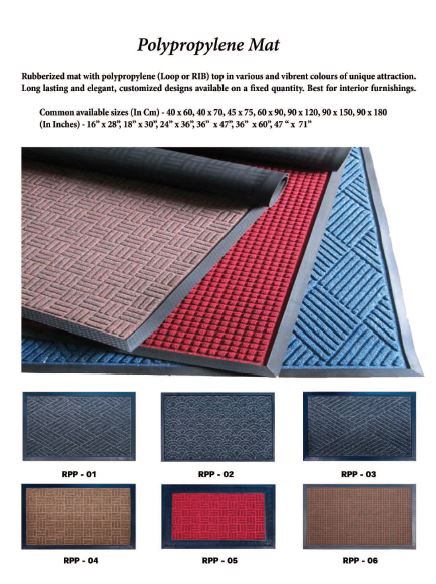 Polypropylene Mat
Rubberized mat with polypropylene (Loop or RIB) top in various and vibrent colours of unique attraction.
Long lasting and elegant, customized designs available on a fixed quantity. Best for interior furnishings.
Common available sizes (In Cm) - 40 x 60, 40 x 70, 45 x 75, 60 x 90, 90 x 120, 90 x 150, 90 x 180
(In Inches) - 16” x 28”, 18” x 30”, 24” x 36”, 36” x 47”, 36” x 60”, 47 “ x 71”
RPP - 01
RPP - 02
RPP - 03
RPP - 04
RPP - 05
RPP - 06